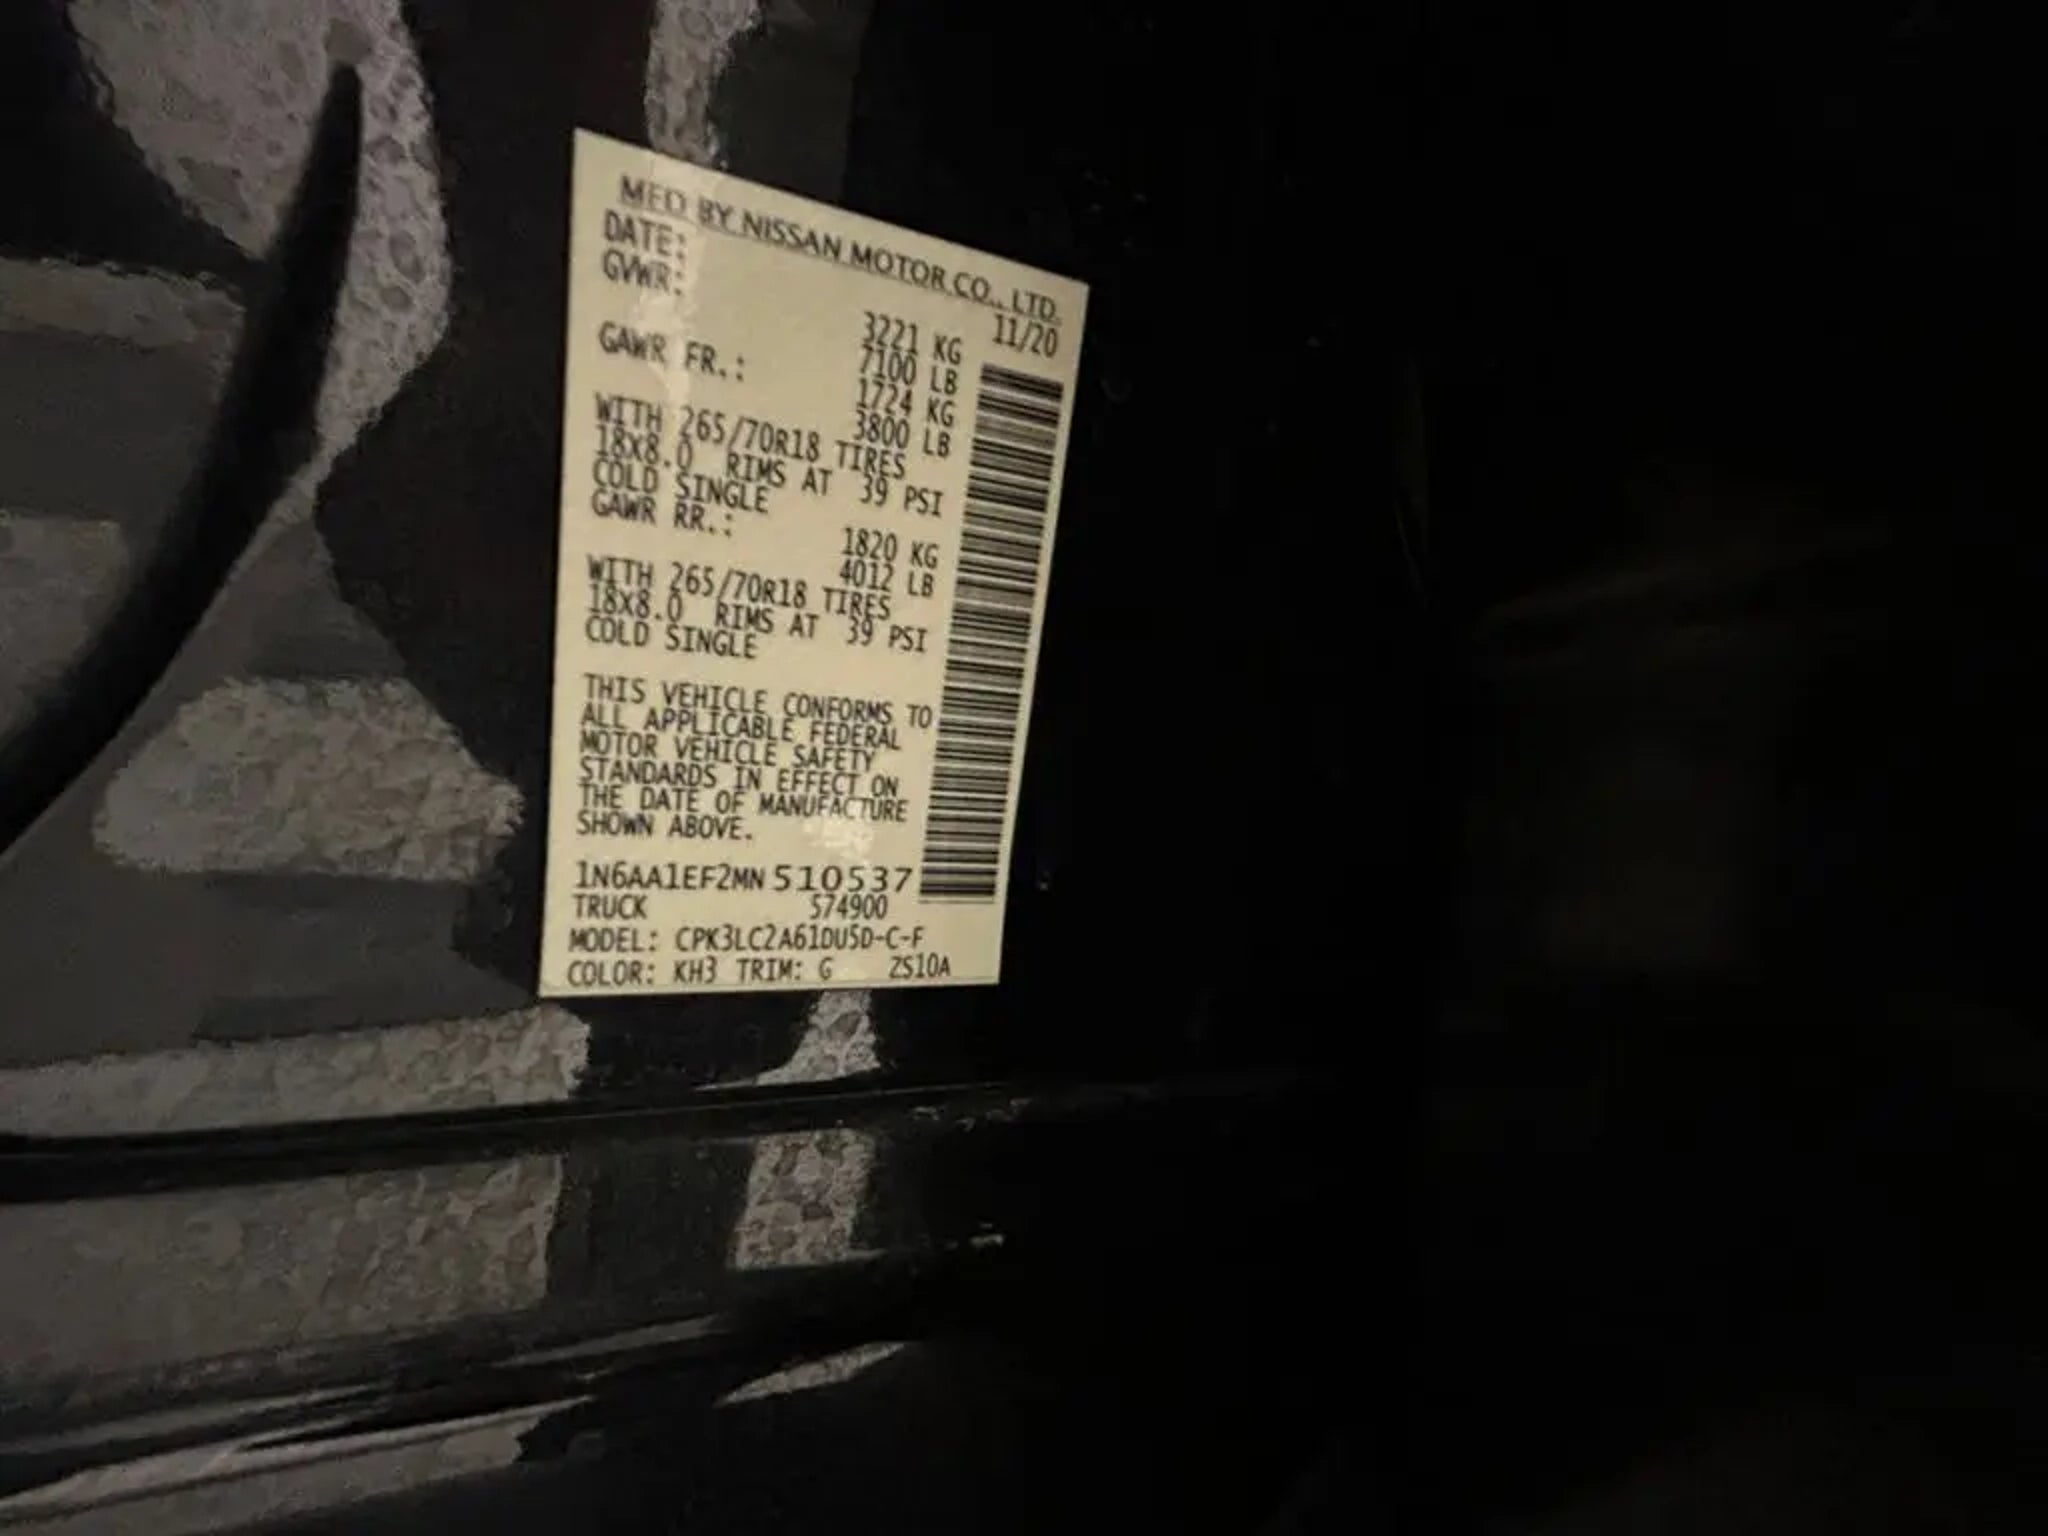 MFD BY NISSAN MOTOR CO., LTD.
DATE: 11/20
GVWR: 3221 KG
7100 LB
GAWR FR.: 1724 KG
3800 LB
WITH 265/70R18 TIRES
18X8.0 RIMS AT 39 PSI
COLD SINGLE
GAWR RR.: 1820 KG
4012 LB
WITH 265/70R18 TIRES
18X8.0 RIMS AT 39 PSI
COLD SINGLE
THIS VEHICLE CONFORMS TO
ALL APPLICABLE FEDERAL
MOTOR VEHICLE SAFETY
STANDARDS IN EFFECT ON
THE DATE OF MANUFACTURE
SHOWN ABOVE.
1N6AA1EF2MN510537
TRUCK 574900
MODEL: CPK3LC2A61DU5D-C-F
COLOR: KH3 TRIM: G ZS10A